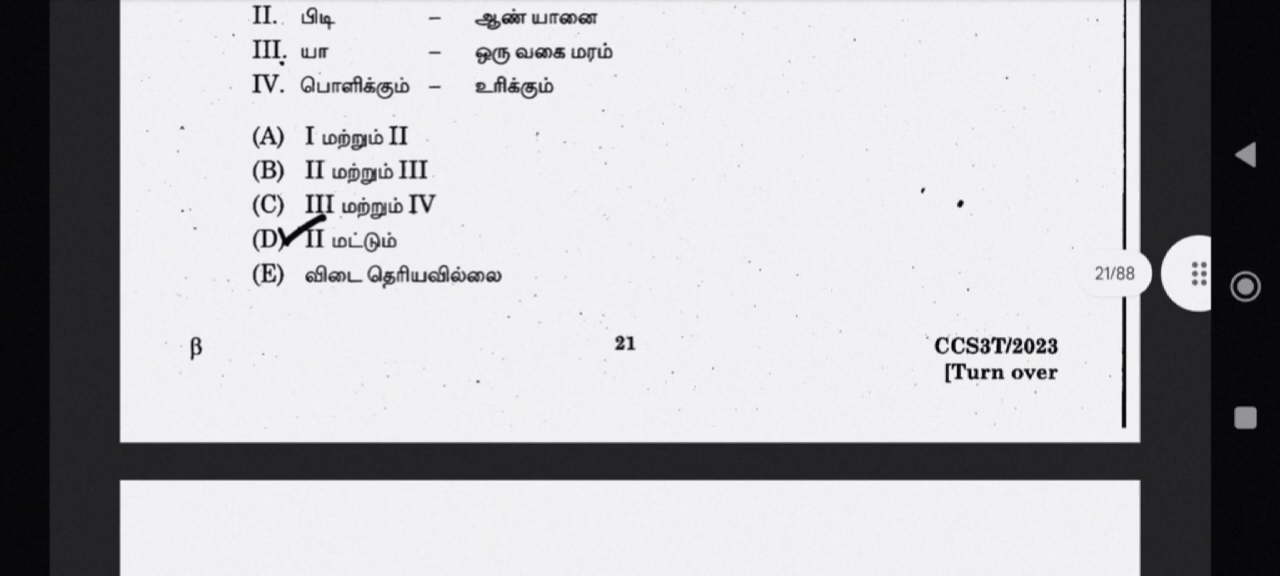 II. பிடி – ஆண் யானை
III. யா – ஒரு வகை மரம்
IV. பொளிக்கும் – உரிக்கும்
(A) I மற்றும் II
(B) II மற்றும் III
(C) III மற்றும் IV
(D) II மட்டும்
(E) விடை தெரியவில்லை
21/88
β 21 CCS3T/2023
[Turn over